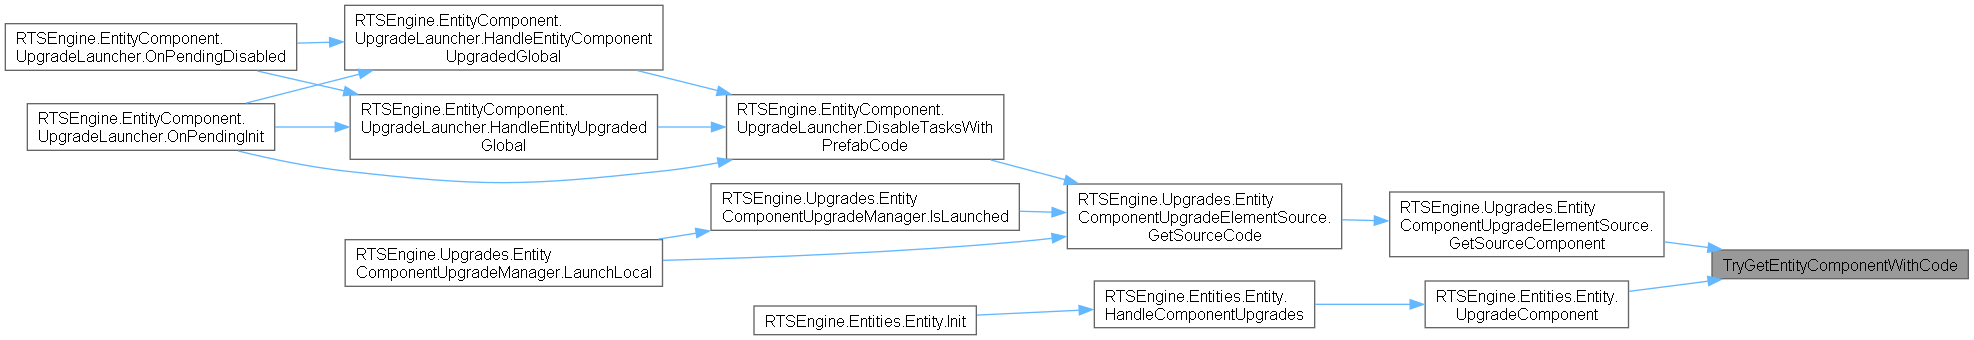 RTSEngine.EntityComponent.
UpgradeLauncher.OnPendingDisabled
RTSEngine.EntityComponent.
UpgradeLauncher.OnPendingInit
RTSEngine.EntityComponent.
UpgradeLauncher.HandleEntityComponent
UpgradedGlobal
RTSEngine.EntityComponent.
UpgradeLauncher.HandleEntityUpgraded
Global
RTSEngine.EntityComponent.
UpgradeLauncher.DisableTasksWith
PrefabCode
RTSEngine.Upgrades.Entity
ComponentUpgradeManager.IsLaunched
RTSEngine.Upgrades.Entity
ComponentUpgradeManager.LaunchLocal
RTSEngine.Upgrades.Entity
ComponentUpgradeElementSource.
GetSourceCode
RTSEngine.Upgrades.Entity
ComponentUpgradeElementSource.
GetSourceComponent
TryGetEntityComponentWithCode
RTSEngine.Entities.Entity.Init
RTSEngine.Entities.Entity.
HandleComponentUpgrades
RTSEngine.Entities.Entity.
UpgradeComponent